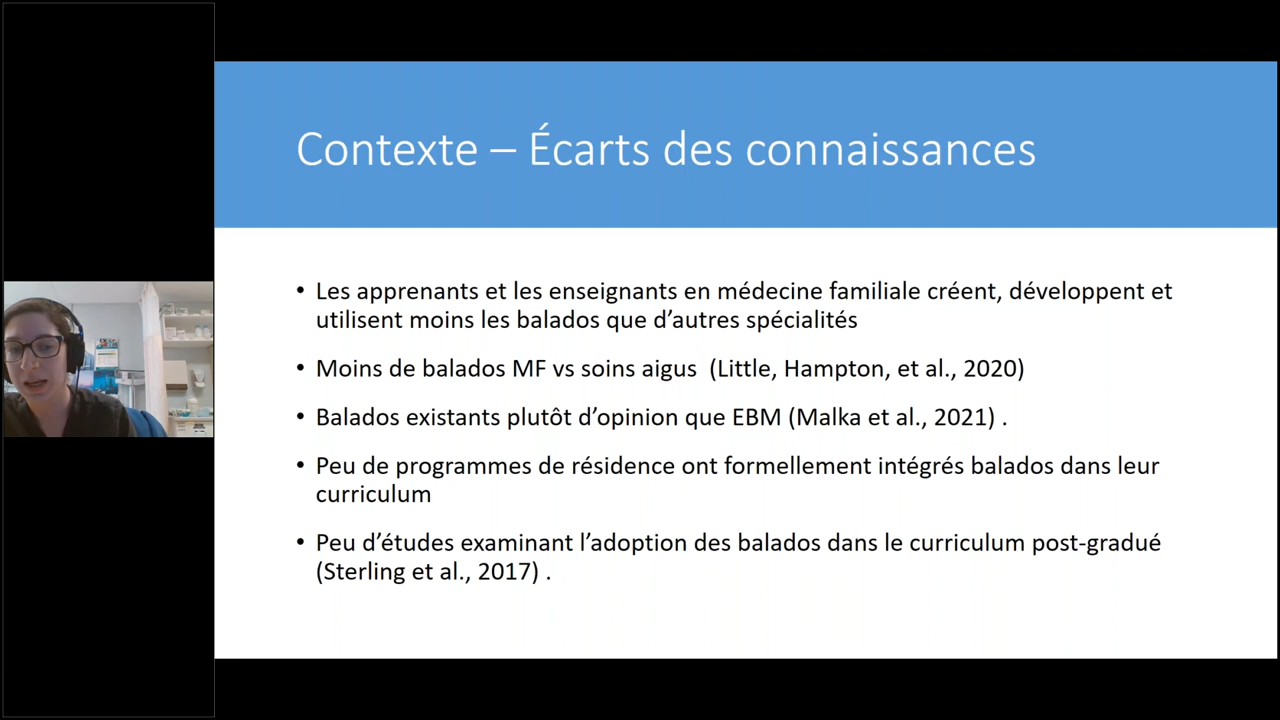 Contexte – Écarts des connaissances
• Les apprenants et les enseignants en médecine familiale créent, développent et
utilisent moins les balados que d’autres spécialités
• Moins de balados MF vs soins aigus (Little, Hampton, et al., 2020)
• Balados existants plutôt d’opinion que EBM (Malka et al., 2021) .
• Peu de programmes de résidence ont formellement intégrés balados dans leur
curriculum
• Peu d’études examinant l’adoption des balados dans le curriculum post-gradué
(Sterling et al., 2017) .